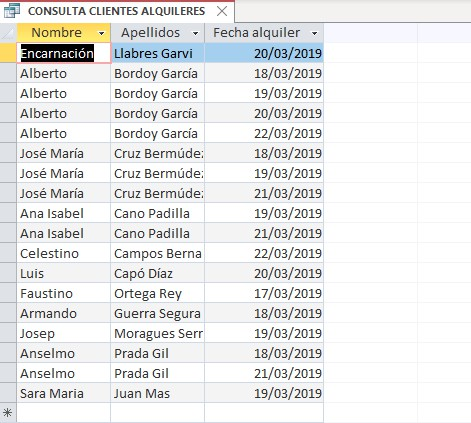 CONSULTA CLIENTES ALQUILERES
Nombre Apellidos Fecha alquiler
Encarnación Llabres Garvi 20/03/2019
Alberto Bordoy García 18/03/2019
Alberto Bordoy García 19/03/2019
Alberto Bordoy García 20/03/2019
Alberto Bordoy García 22/03/2019
José María Cruz Bermúdez 18/03/2019
José María Cruz Bermúdez 19/03/2019
José María Cruz Bermúdez 21/03/2019
Ana Isabel Cano Padilla 19/03/2019
Ana Isabel Cano Padilla 21/03/2019
Celestino Campos Berna 22/03/2019
Luis Capó Díaz 20/03/2019
Faustino Ortega Rey 17/03/2019
Armando Guerra Segura 18/03/2019
Josep Moragues Serr 19/03/2019
Anselmo Prada Gil 18/03/2019
Anselmo Prada Gil 21/03/2019
Sara Maria Juan Mas 19/03/2019